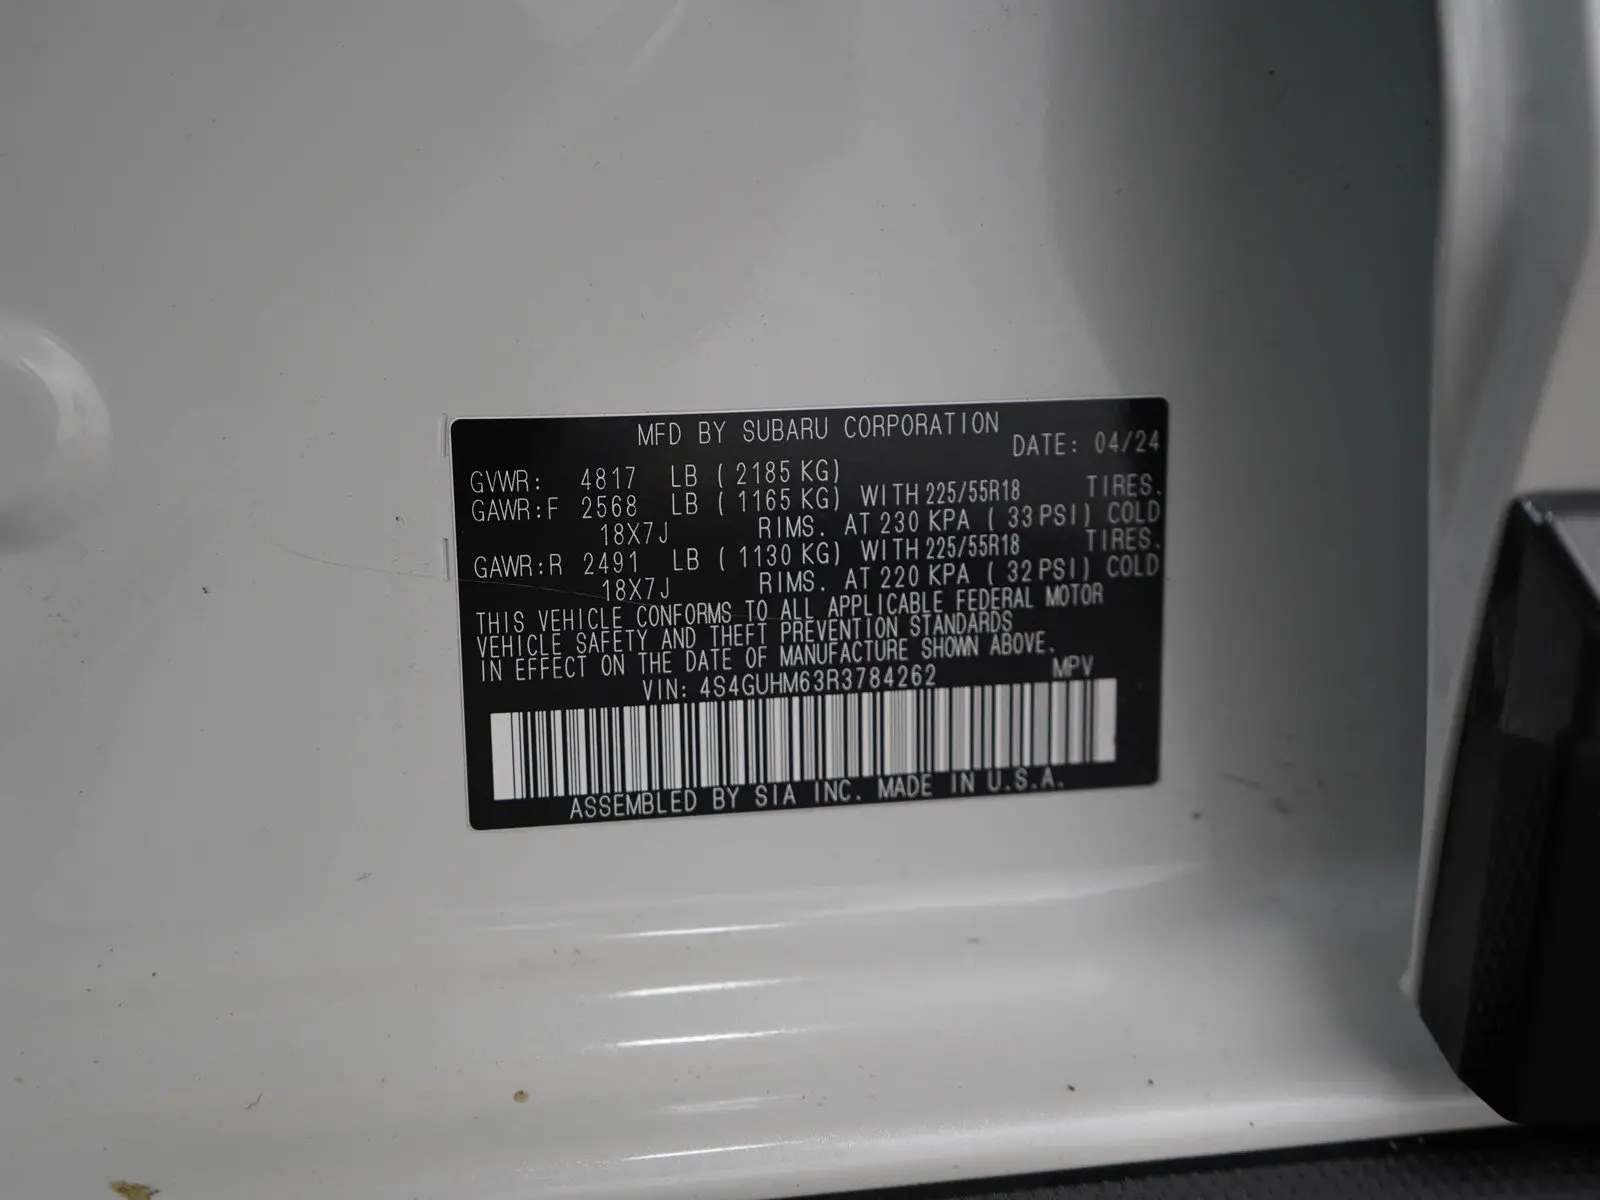 MFD BY SUBARU CORPORATION
DATE: 04/24
GVWR: 4817 LB ( 2185 KG)
GAWR:F 2568 LB ( 1165 KG) WITH 225/55R18 TIRES.
18X7J RIMS. AT 230 KPA ( 33 PSI) COLD
GAWR:R 2491 LB ( 1130 KG) WITH 225/55R18 TIRES.
18X7J RIMS. AT 220 KPA ( 32 PSI) COLD
THIS VEHICLE CONFORMS TO ALL APPLICABLE FEDERAL MOTOR
VEHICLE SAFETY AND THEFT PREVENTION STANDARDS
IN EFFECT ON THE DATE OF MANUFACTURE SHOWN ABOVE.
VIN: 4S4GUHM63R3784262 MPV
ASSEMBLED BY SIA INC. MADE IN U.S.A.